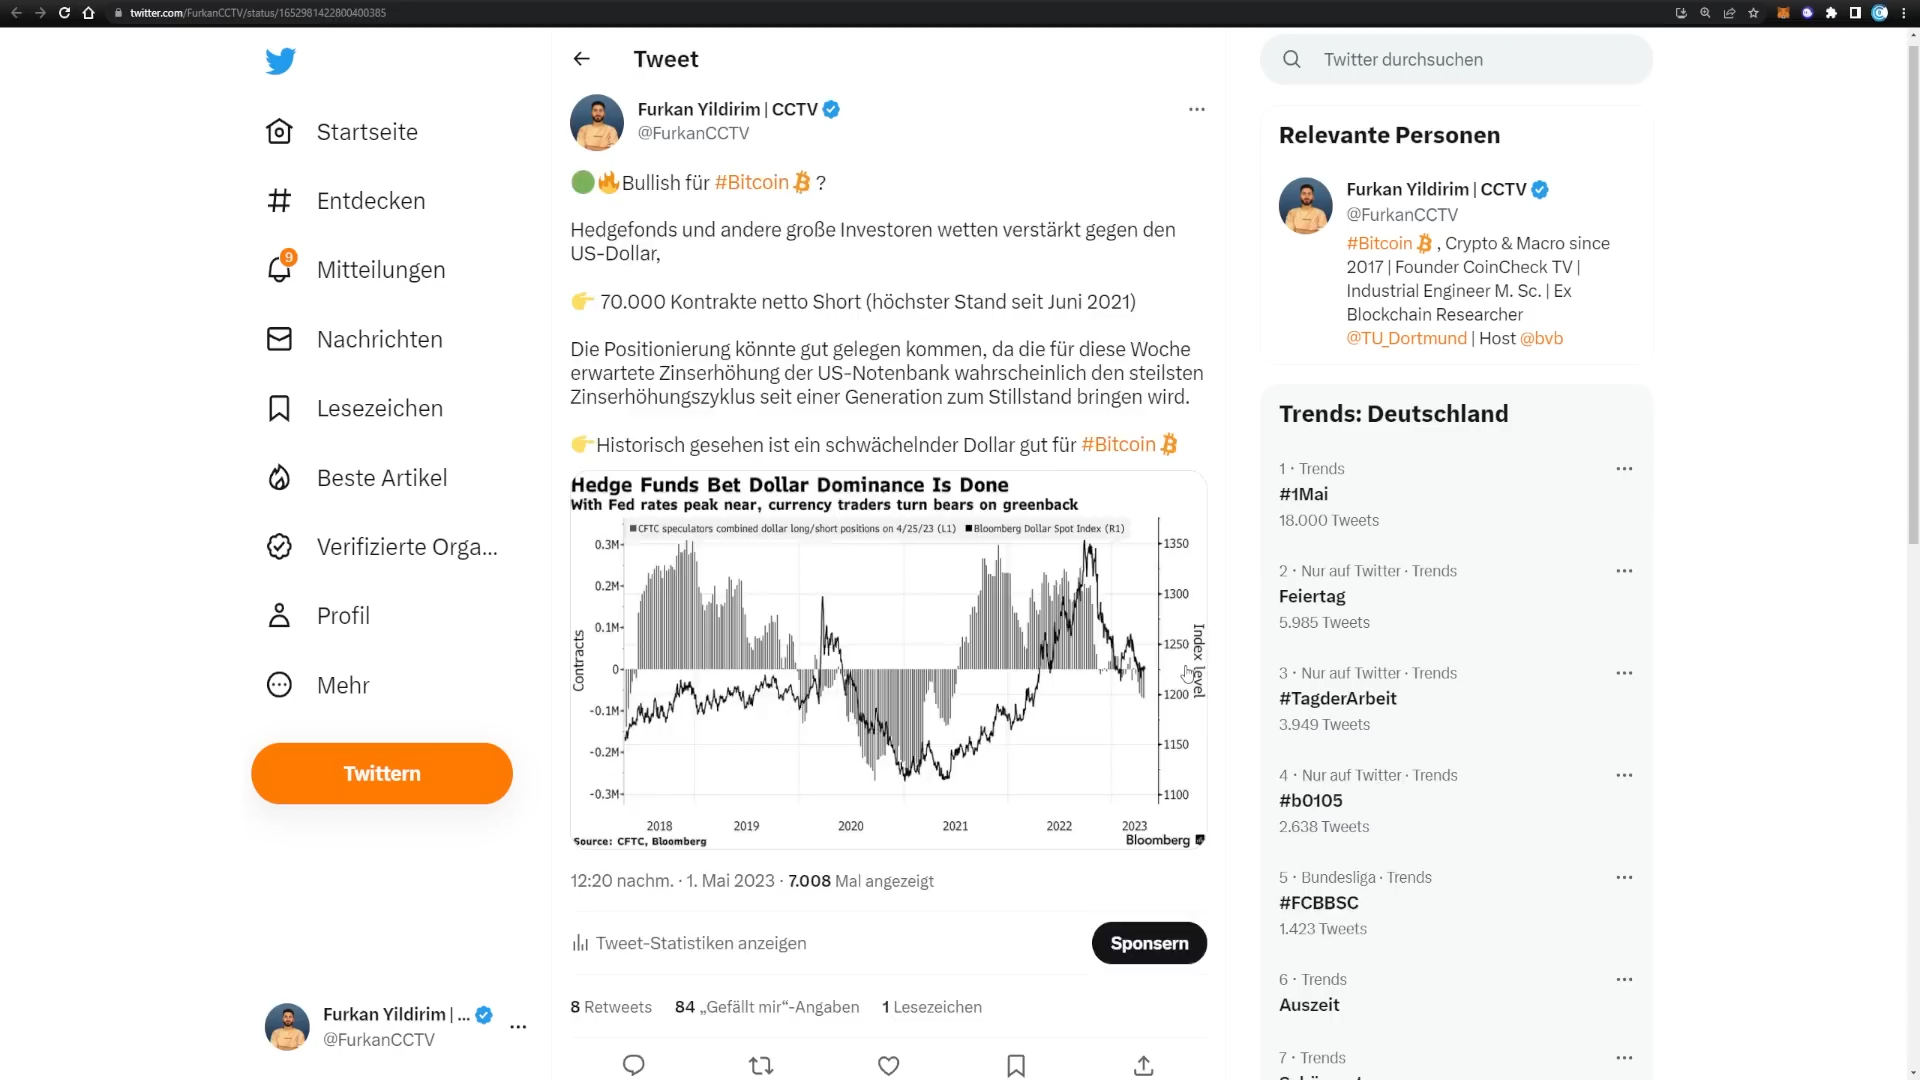 twitter.com/FurkanCCTV/status/1652981422800400385
Startseite
Entdecken
9
Mitteilungen
Nachrichten
Lesezeichen
Beste Artikel
Verifizierte Orga...
Profil
Mehr
Twittern
Furkan Yildirim | ...
@FurkanCCTV
Tweet
Furkan Yildirim | CCTV
@FurkanCCTV
Bullish für #Bitcoin ?
Hedgefonds und andere große Investoren wetten verstärkt gegen den
US-Dollar,
70.000 Kontrakte netto Short (höchster Stand seit Juni 2021)
Die Positionierung könnte gut gelegen kommen, da die für diese Woche
erwartete Zinserhöhung der US-Notenbank wahrscheinlich den steilsten
Zinserhöhungszyklus seit einer Generation zum Stillstand bringen wird.
Historisch gesehen ist ein schwächelnder Dollar gut für #Bitcoin
Hedge Funds Bet Dollar Dominance Is Done
With Fed rates peak near, currency traders turn bears on greenback
CFTC speculators combined dollar long/short positions on 4/25/23 (L1) Bloomberg Dollar Spot Index (R1)
0.3M
0.2M
0.1M
0
-0.1M
-0.2M
-0.3M
Contracts
1350
1300
1250
1200
1150
1100
Index level
2018 2019 2020 2021 2022 2023
Source: CFTC, Bloomberg
Bloomberg
12:20 nachm. · 1. Mai 2023 · 7.008 Mal angezeigt
Tweet-Statistiken anzeigen
Sponsern
8 Retweets 84 „Gefällt mir“-Angaben 1 Lesezeichen
Twitter durchsuchen
Relevante Personen
Furkan Yildirim | CCTV
@FurkanCCTV
#Bitcoin , Crypto & Macro since
2017 | Founder CoinCheck TV |
Industrial Engineer M. Sc. | Ex
Blockchain Researcher
@TU_Dortmund | Host @bvb
Trends: Deutschland
1 · Trends
#1Mai
18.000 Tweets
2 · Nur auf Twitter · Trends
Feiertag
5.985 Tweets
3 · Nur auf Twitter · Trends
#TagderArbeit
3.949 Tweets
4 · Nur auf Twitter · Trends
#b0105
2.638 Tweets
5 · Bundesliga · Trends
#FCBBSC
1.423 Tweets
6 · Trends
Auszeit
7 · Trends